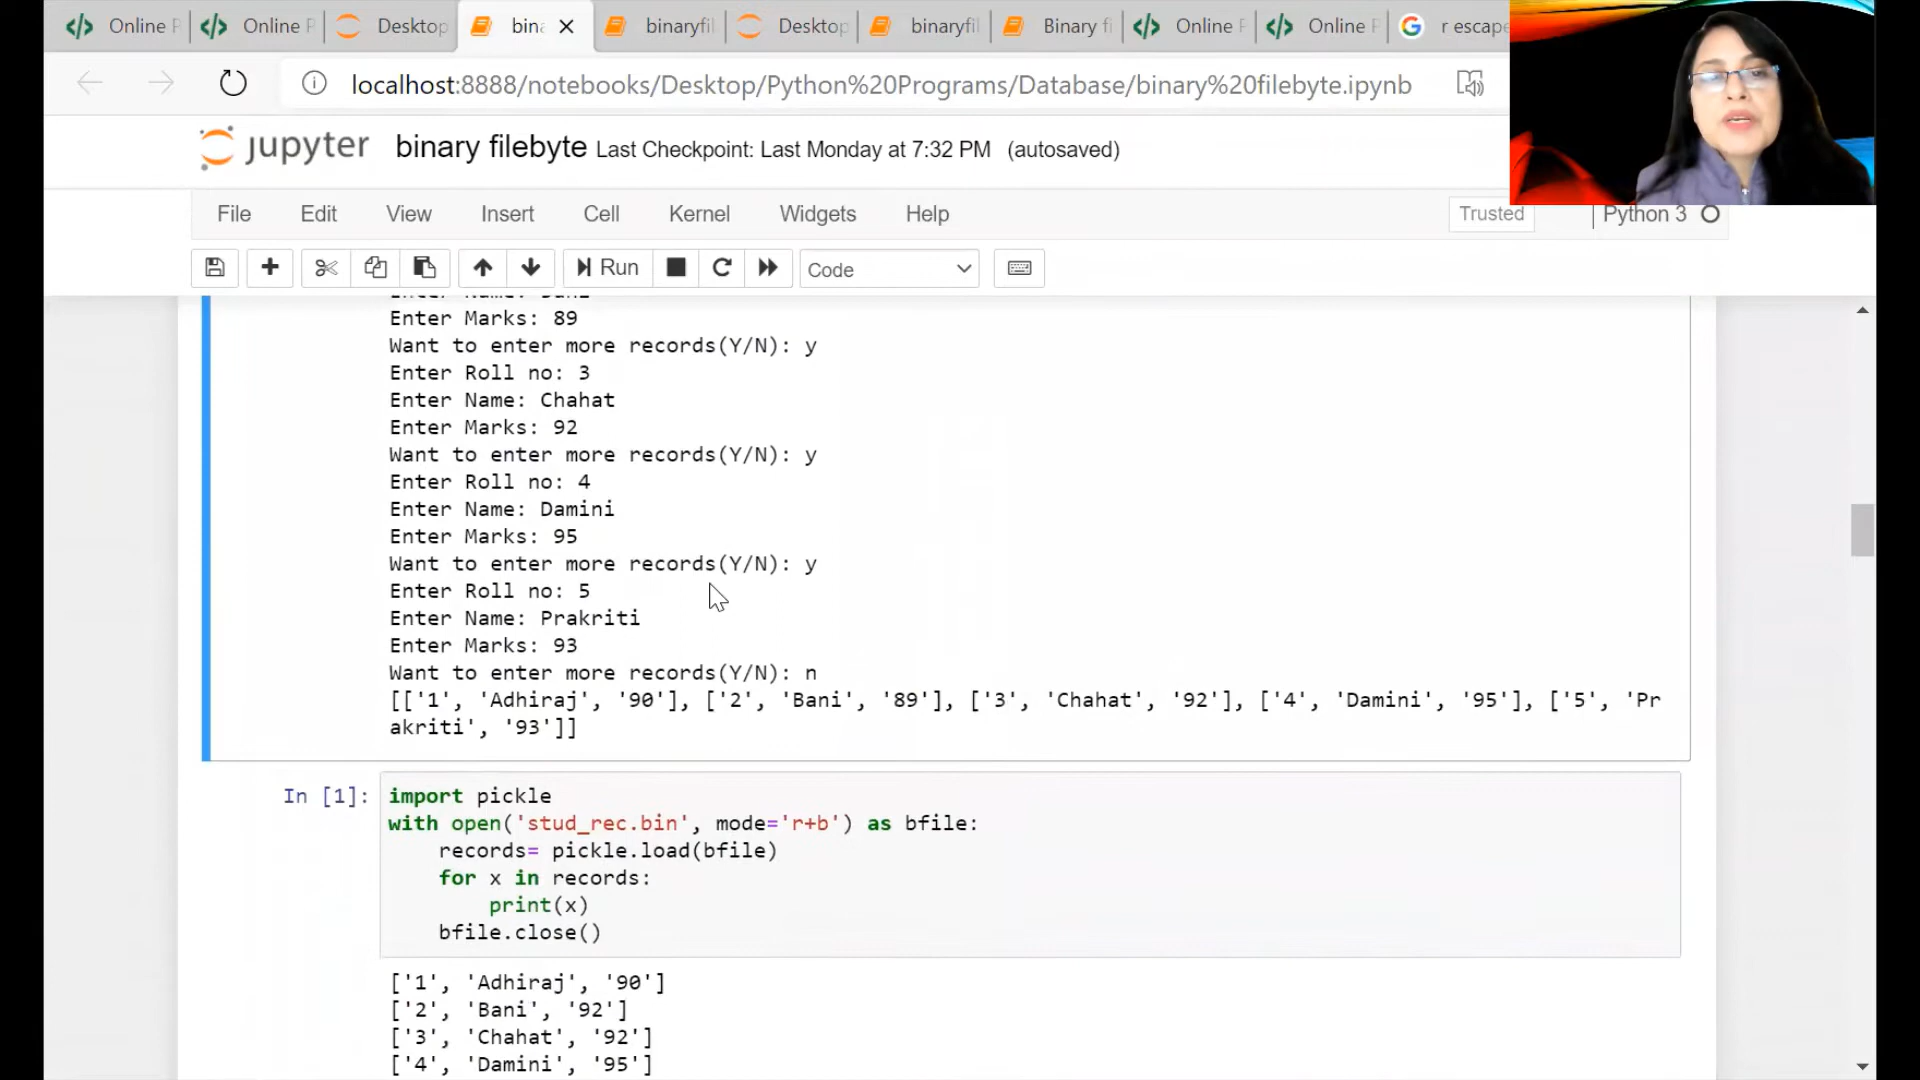 Online P
Online P
Desktop
bin
binaryfil
Desktop
binaryfil
Binary fi
Online P
Online P
r escape
localhost:8888/notebooks/Desktop/Python%20Programs/Database/binary%20filebyte.ipynb
jupyter binary filebyte Last Checkpoint: Last Monday at 7:32 PM (autosaved)
File Edit View Insert Cell Kernel Widgets Help Trusted Python 3
Run Code
Enter Marks: 89
Want to enter more records(Y/N): y
Enter Roll no: 3
Enter Name: Chahat
Enter Marks: 92
Want to enter more records(Y/N): y
Enter Roll no: 4
Enter Name: Damini
Enter Marks: 95
Want to enter more records(Y/N): y
Enter Roll no: 5
Enter Name: Prakriti
Enter Marks: 93
Want to enter more records(Y/N): n
[['1', 'Adhiraj', '90'], ['2', 'Bani', '89'], ['3', 'Chahat', '92'], ['4', 'Damini', '95'], ['5', 'Pr
akriti', '93']]
In [1]: import pickle
with open('stud_rec.bin', mode='r+b') as bfile:
    records= pickle.load(bfile)
    for x in records:
        print(x)
    bfile.close()
['1', 'Adhiraj', '90']
['2', 'Bani', '92']
['3', 'Chahat', '92']
['4', 'Damini', '95']